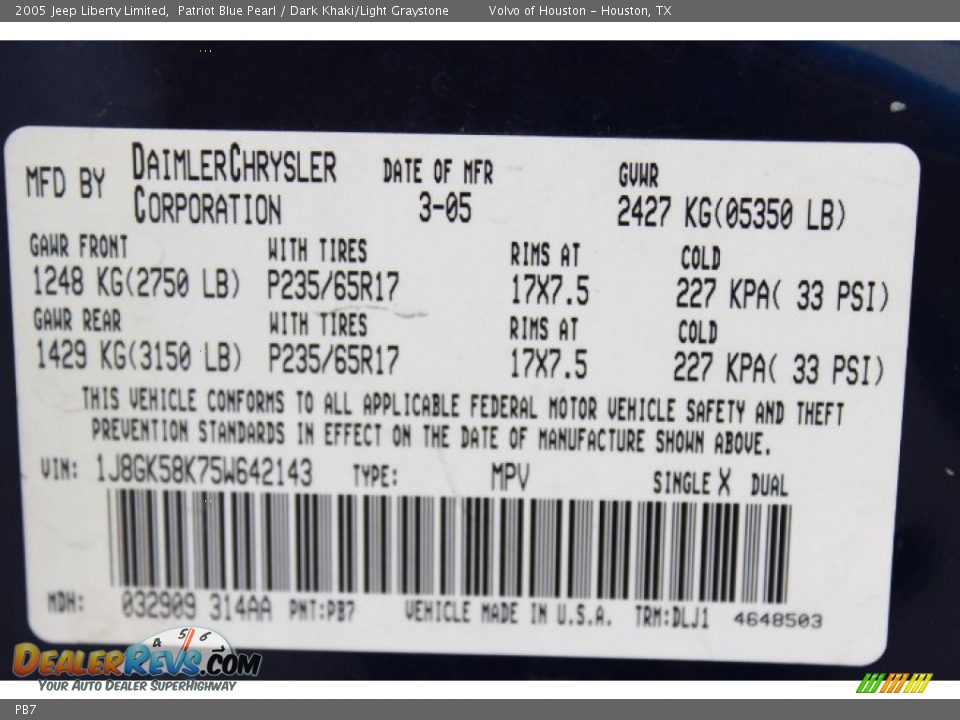 2005 Jeep Liberty Limited, Patriot Blue Pearl / Dark Khaki/Light Graystone Volvo of Houston - Houston, TX
MFD BY DAIMLERCHRYSLER CORPORATION DATE OF MFR 3-05 GVWR 2427 KG(05350 LB)
GAWR FRONT WITH TIRES RIMS AT COLD
1248 KG(2750 LB) P235/65R17 17X7.5 227 KPA( 33 PSI)
GAWR REAR WITH TIRES RIMS AT COLD
1429 KG(3150 LB) P235/65R17 17X7.5 227 KPA( 33 PSI)
THIS VEHICLE CONFORMS TO ALL APPLICABLE FEDERAL MOTOR VEHICLE SAFETY AND THEFT
PREVENTION STANDARDS IN EFFECT ON THE DATE OF MANUFACTURE SHOWN ABOVE.
VIN: 1J8GK58K75W642143 TYPE: MPV SINGLE X DUAL
MDH: 032909 314AA PNT:PB7 VEHICLE MADE IN U.S.A. TRM:DLJ1 4648503
4 5 6
DEALERREVS.COM
YOUR AUTO DEALER SUPERHIGHWAY
PB7